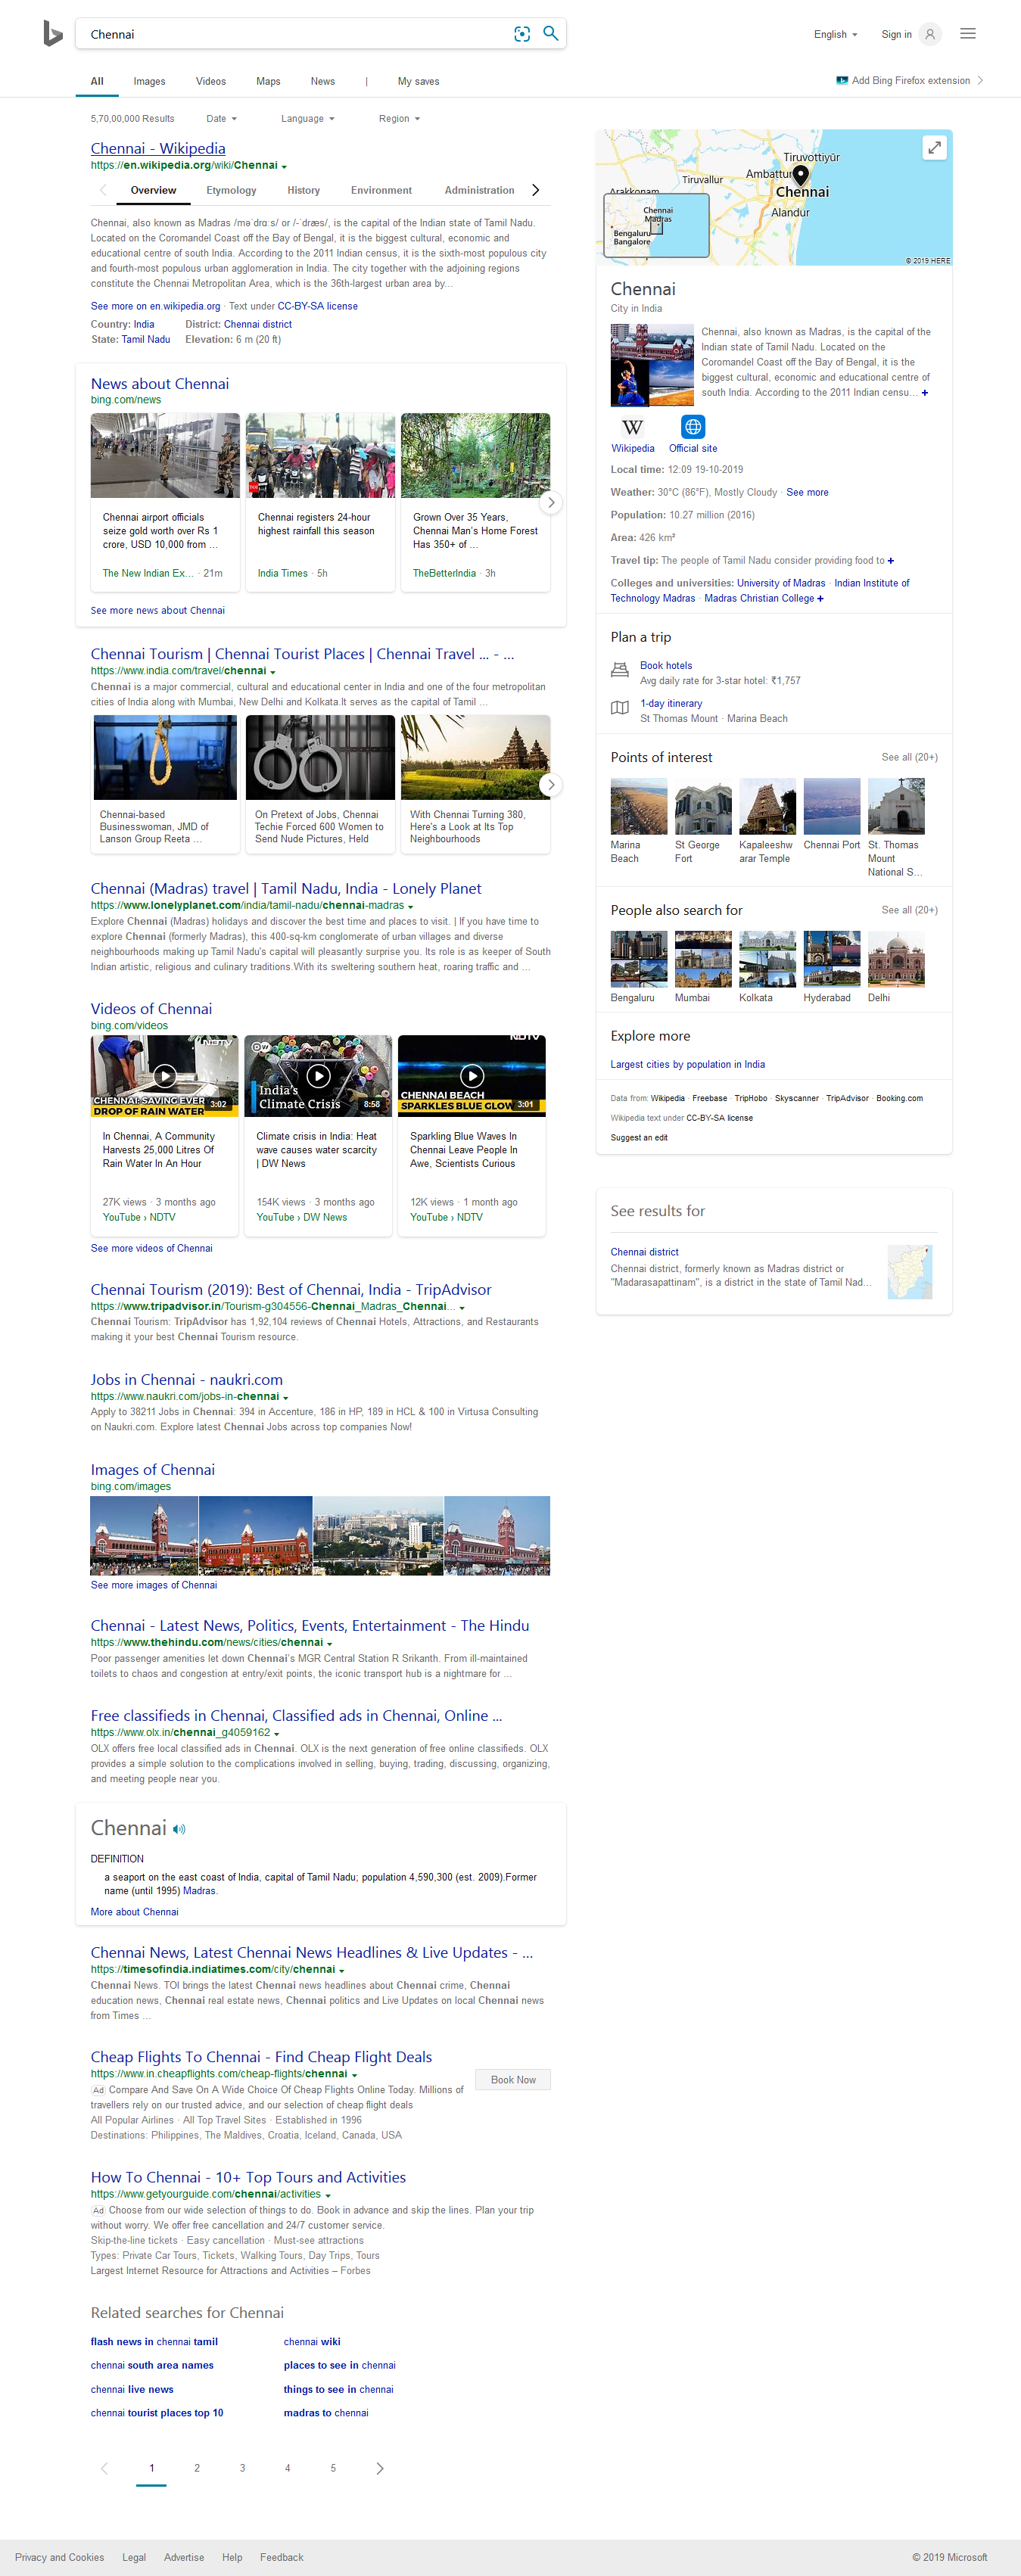 Chennai
English
Sign in
All
Images
Videos
Maps
News
|
My saves
Add Bing Firefox extension
5,70,00,000 Results
Date
Language
Region
Chennai - Wikipedia
https://en.wikipedia.org/wiki/Chennai
Overview
Etymology
History
Environment
Administration
Chennai, also known as Madras /məˈdrɑːs/ or /-ˈdræs/, is the capital of the Indian state of Tamil Nadu.
Located on the Coromandel Coast off the Bay of Bengal, it is the biggest cultural, economic and
educational centre of south India. According to the 2011 Indian census, it is the sixth-most populous city
and fourth-most populous urban agglomeration in India. The city together with the adjoining regions
constitute the Chennai Metropolitan Area, which is the 36th-largest urban area by...
See more on en.wikipedia.org · Text under CC-BY-SA license
Country: India
District: Chennai district
State: Tamil Nadu
Elevation: 6 m (20 ft)
News about Chennai
bing.com/news
Chennai airport officials
seize gold worth over Rs 1
crore, USD 10,000 from ...
The New Indian Ex... · 21m
Chennai registers 24-hour
highest rainfall this season
India Times · 5h
Grown Over 35 Years,
Chennai Man's Home Forest
Has 350+ of ...
TheBetterIndia · 3h
See more news about Chennai
Chennai Tourism | Chennai Tourist Places | Chennai Travel ... - ...
https://www.india.com/travel/chennai
Chennai is a major commercial, cultural and educational center in India and one of the four metropolitan
cities of India along with Mumbai, New Delhi and Kolkata.It serves as the capital of Tamil ...
Chennai-based
Businesswoman, JMD of
Lanson Group Reeta ...
On Pretext of Jobs, Chennai
Techie Forced 600 Women to
Send Nude Pictures, Held
With Chennai Turning 380,
Here's a Look at Its Top
Neighbourhoods
Chennai (Madras) travel | Tamil Nadu, India - Lonely Planet
https://www.lonelyplanet.com/india/tamil-nadu/chennai-madras
Explore Chennai (Madras) holidays and discover the best time and places to visit. | If you have time to
explore Chennai (formerly Madras), this 400-sq-km conglomerate of urban villages and diverse
neighbourhoods making up Tamil Nadu's capital will pleasantly surprise you. Its role is as keeper of South
Indian artistic, religious and culinary traditions.With its sweltering southern heat, roaring traffic and ...
Videos of Chennai
bing.com/videos
NDTV
CHENNAI: SAVING EVER
DROP OF RAIN WATER
3:02
In Chennai, A Community
Harvests 25,000 Litres Of
Rain Water In An Hour
27K views · 3 months ago
YouTube › NDTV
DW
India's
Climate Crisis
8:58
Climate crisis in India: Heat
wave causes water scarcity
| DW News
154K views · 3 months ago
YouTube › DW News
NDTV
CHENNAI BEACH
SPARKLES BLUE GLOW
3:01
Sparkling Blue Waves In
Chennai Leave People In
Awe, Scientists Curious
12K views · 1 month ago
YouTube › NDTV
See more videos of Chennai
Chennai Tourism (2019): Best of Chennai, India - TripAdvisor
https://www.tripadvisor.in/Tourism-g304556-Chennai_Madras_Chennai...
Chennai Tourism: TripAdvisor has 1,92,104 reviews of Chennai Hotels, Attractions, and Restaurants
making it your best Chennai Tourism resource.
Jobs in Chennai - naukri.com
https://www.naukri.com/jobs-in-chennai
Apply to 38211 Jobs in Chennai: 394 in Accenture, 186 in HP, 189 in HCL & 100 in Virtusa Consulting
on Naukri.com. Explore latest Chennai Jobs across top companies Now!
Images of Chennai
bing.com/images
See more images of Chennai
Chennai - Latest News, Politics, Events, Entertainment - The Hindu
https://www.thehindu.com/news/cities/chennai
Poor passenger amenities let down Chennai's MGR Central Station R Srikanth. From ill-maintained
toilets to chaos and congestion at entry/exit points, the iconic transport hub is a nightmare for ...
Free classifieds in Chennai, Classified ads in Chennai, Online ...
https://www.olx.in/chennai_g4059162
OLX offers free local classified ads in Chennai. OLX is the next generation of free online classifieds. OLX
provides a simple solution to the complications involved in selling, buying, trading, discussing, organizing,
and meeting people near you.
Chennai
DEFINITION
a seaport on the east coast of India, capital of Tamil Nadu; population 4,590,300 (est. 2009).Former
name (until 1995) Madras.
More about Chennai
Chennai News, Latest Chennai News Headlines & Live Updates - ...
https://timesofindia.indiatimes.com/city/chennai
Chennai News. TOI brings the latest Chennai news headlines about Chennai crime, Chennai
education news, Chennai real estate news, Chennai politics and Live Updates on local Chennai news
from Times ...
Cheap Flights To Chennai - Find Cheap Flight Deals
https://www.in.cheapflights.com/cheap-flights/chennai
Book Now
Ad Compare And Save On A Wide Choice Of Cheap Flights Online Today. Millions of
travellers rely on our trusted advice, and our selection of cheap flight deals
All Popular Airlines · All Top Travel Sites · Established in 1996
Destinations: Philippines, The Maldives, Croatia, Iceland, Canada, USA
How To Chennai - 10+ Top Tours and Activities
https://www.getyourguide.com/chennai/activities
Ad Choose from our wide selection of things to do. Book in advance and skip the lines. Plan your trip
without worry. We offer free cancellation and 24/7 customer service.
Skip-the-line tickets · Easy cancellation · Must-see attractions
Types: Private Car Tours, Tickets, Walking Tours, Day Trips, Tours
Largest Internet Resource for Attractions and Activities – Forbes
Related searches for Chennai
flash news in chennai tamil
chennai south area names
chennai live news
chennai tourist places top 10
chennai wiki
places to see in chennai
things to see in chennai
madras to chennai
1
2
3
4
5
Tiruvottiyūr
Ambattur
Tiruvallur
Chennai
Arakkonam
Alandur
Chennai
Madras
Bengaluru
Bangalore
© 2019 HERE
Chennai
City in India
Chennai, also known as Madras, is the capital of the
Indian state of Tamil Nadu. Located on the
Coromandel Coast off the Bay of Bengal, it is the
biggest cultural, economic and educational centre of
south India. According to the 2011 Indian censu... +
W
Wikipedia
Official site
Local time: 12:09 19-10-2019
Weather: 30°C (86°F), Mostly Cloudy · See more
Population: 10.27 million (2016)
Area: 426 km²
Travel tip: The people of Tamil Nadu consider providing food to +
Colleges and universities: University of Madras · Indian Institute of
Technology Madras · Madras Christian College +
Plan a trip
Book hotels
Avg daily rate for 3-star hotel: ₹1,757
1-day itinerary
St Thomas Mount · Marina Beach
Points of interest
See all (20+)
Marina
Beach
St George
Fort
Kapaleeshw
arar Temple
Chennai Port
St. Thomas
Mount
National S...
People also search for
See all (20+)
Bengaluru
Mumbai
Kolkata
Hyderabad
Delhi
Explore more
Largest cities by population in India
Data from: Wikipedia · Freebase · TripHobo · Skyscanner · TripAdvisor · Booking.com
Wikipedia text under CC-BY-SA license
Suggest an edit
See results for
Chennai district
Chennai district, formerly known as Madras district or
"Madarasapattinam", is a district in the state of Tamil Nad...
Privacy and Cookies
Legal
Advertise
Help
Feedback
© 2019 Microsoft